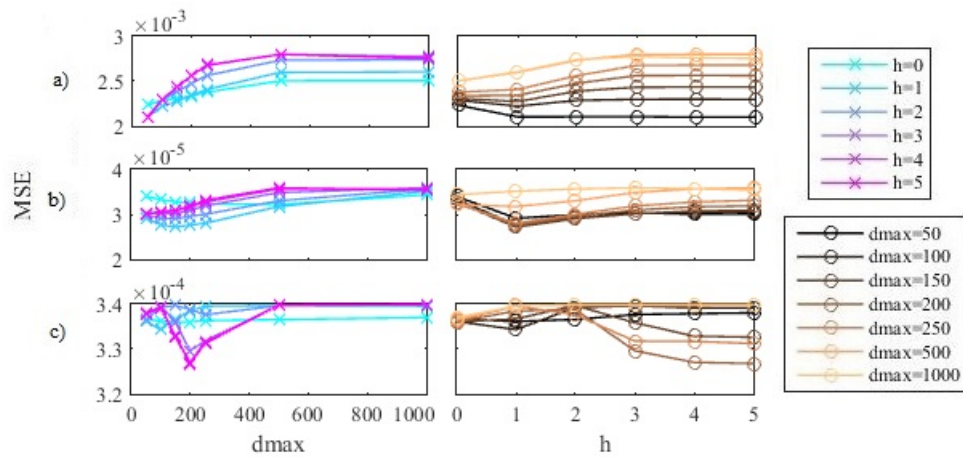 ×10⁻³
3
2.5
2
a)
h=0
h=1
h=2
h=3
h=4
h=5
×10⁻⁵
4
3
2
b)
MSE
dmax=50
dmax=100
dmax=150
dmax=200
dmax=250
dmax=500
dmax=1000
×10⁻⁴
3.4
3.3
3.2
c)
0 200 400 600 800 1000
0 1 2 3 4 5
dmax
h